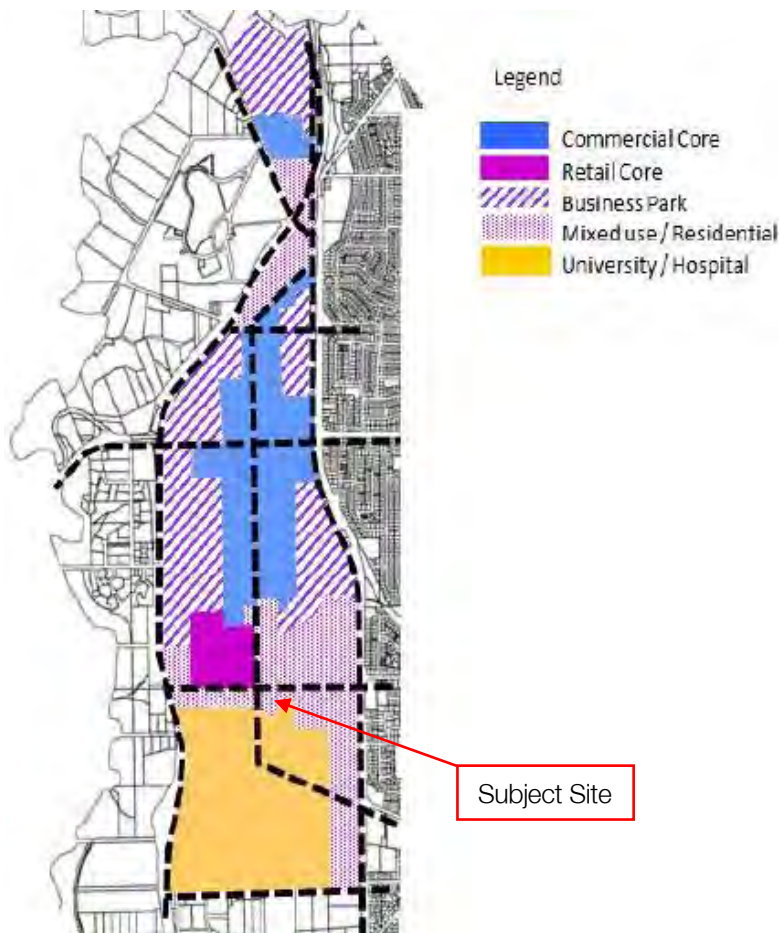 Legend
Commercial Core
Retail Core
Business Park
Mixed use / Residential
University / Hospital
Subject Site